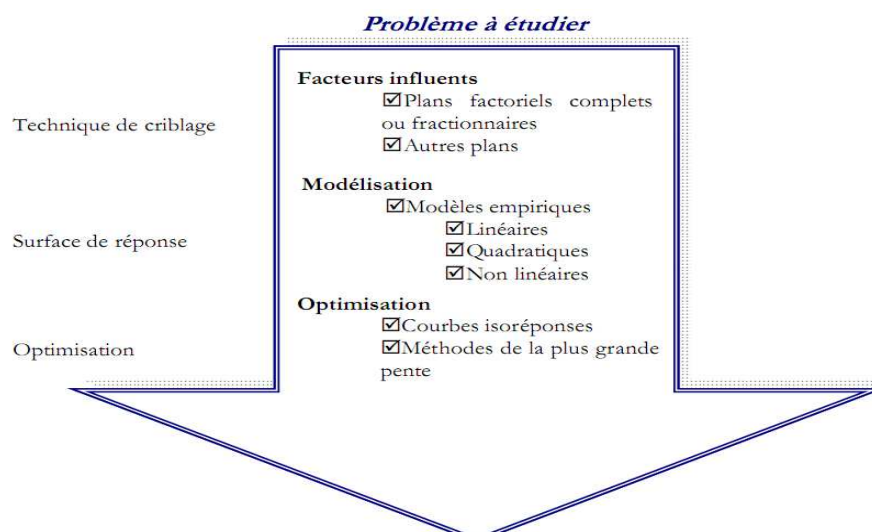 Problème à étudier
Facteurs influents
☑Plans factoriels complets
ou fractionnaires
☑Autres plans
Technique de criblage
Modélisation
☑Modèles empiriques
☑Linéaires
☑Quadratiques
☑Non linéaires
Surface de réponse
Optimisation
☑Courbes isoréponses
☑Méthodes de la plus grande
pente
Optimisation